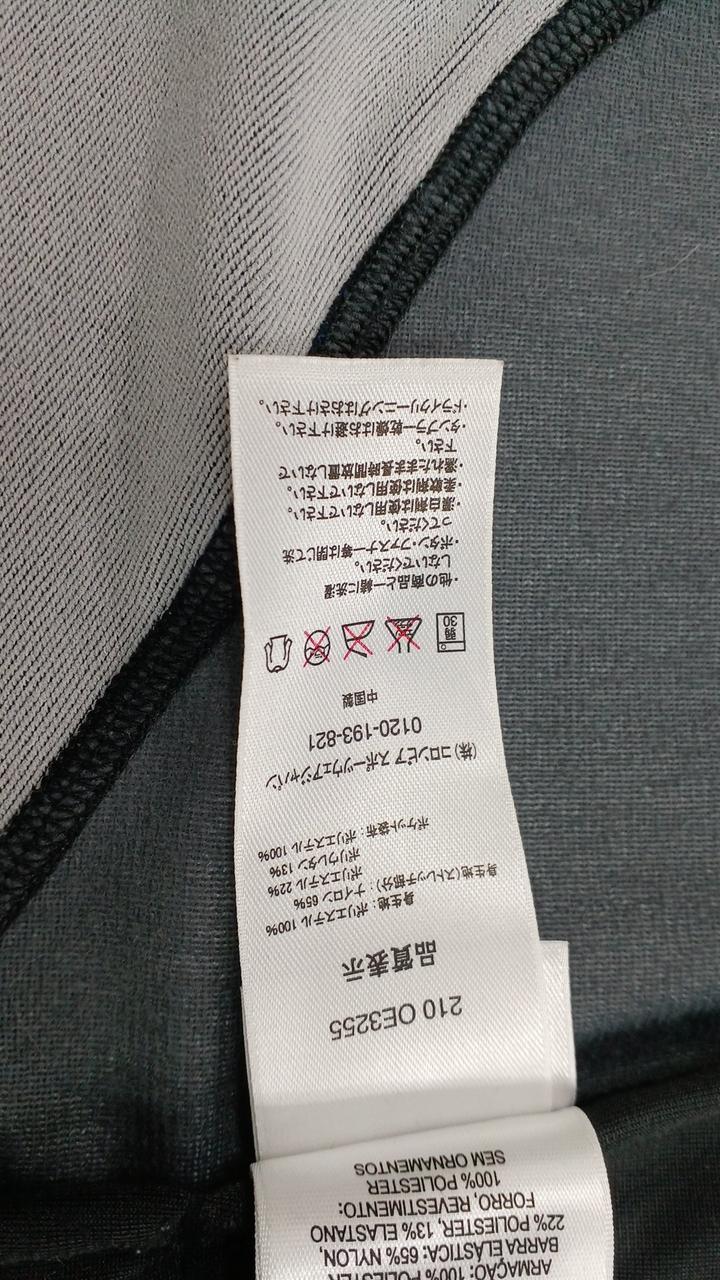 210 OE3255
品質表示
身生地: ポリエステル 100%
身生地(ストレッチ部分): ナイロン 65%
ポリエステル 22%
ポリウレタン 13%
ポケット袋布: ポリエステル 100%
(株)コロンビアスポーツウェアジャパン
0120-193-821
中国製
弱
30
・他の商品と一緒に洗濯
しないでください。
・ボタン・ファスナー等は閉じて洗
ってください。
・漂白剤は使用しないで下さい。
・柔軟剤は使用しないで下さい。
・濡れたまま長時間放置しないで
下さい。
・タンブラー乾燥はお避け下さい。
・ドライクリーニングはおさけ下さい。
ARMAÇÃO: 100% POLIESTER
BARRA ELÁSTICA: 65% NYLON,
22% POLIESTER, 13% ELASTANO
FORRO, REVESTIMENTO:
100% POLIESTER
SEM ORNAMENTOS